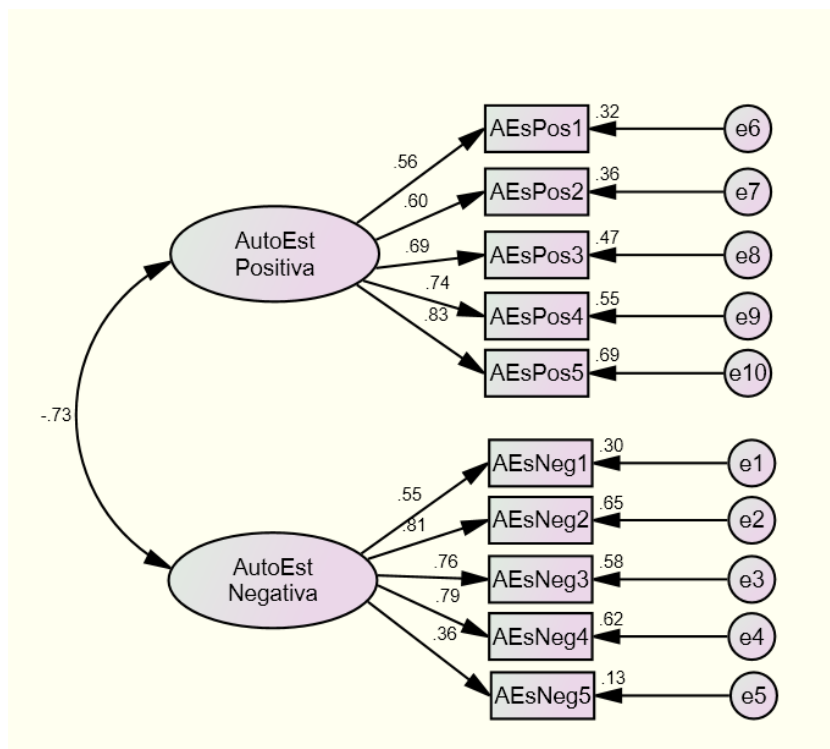 .32
AEsPos1
e6
.56
.36
AEsPos2
e7
.60
.47
AEsPos3
e8
.69
AutoEst
Positiva
.74
.55
AEsPos4
e9
.83
.69
AEsPos5
e10
-.73
.30
AEsNeg1
e1
.55
.65
AEsNeg2
e2
.81
.58
AEsNeg3
e3
.76
AutoEst
Negativa
.79
.62
AEsNeg4
e4
.36
.13
AEsNeg5
e5